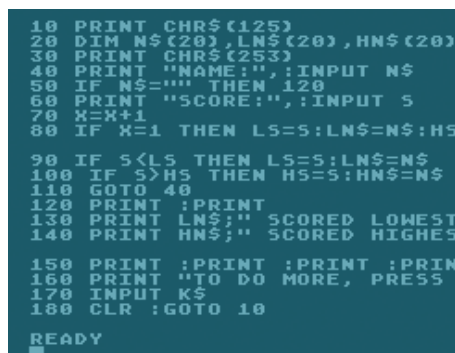 10 PRINT CHR$(125)
20 DIM N$(20),LN$(20),HN$(20)
30 PRINT CHR$(253)
40 PRINT "NAME:",:INPUT N$
50 IF N$="" THEN 120
60 PRINT "SCORE:",:INPUT S
70 X=X+1
80 IF X=1 THEN LS=S:LN$=N$:HS
90 IF S<LS THEN LS=S:LN$=N$
100 IF S>HS THEN HS=S:HN$=N$
110 GOTO 40
120 PRINT :PRINT
130 PRINT LN$;" SCORED LOWEST
140 PRINT HN$;" SCORED HIGHES
150 PRINT :PRINT :PRINT :PRIN
160 PRINT "TO DO MORE, PRESS
170 INPUT K$
180 CLR :GOTO 10
READY